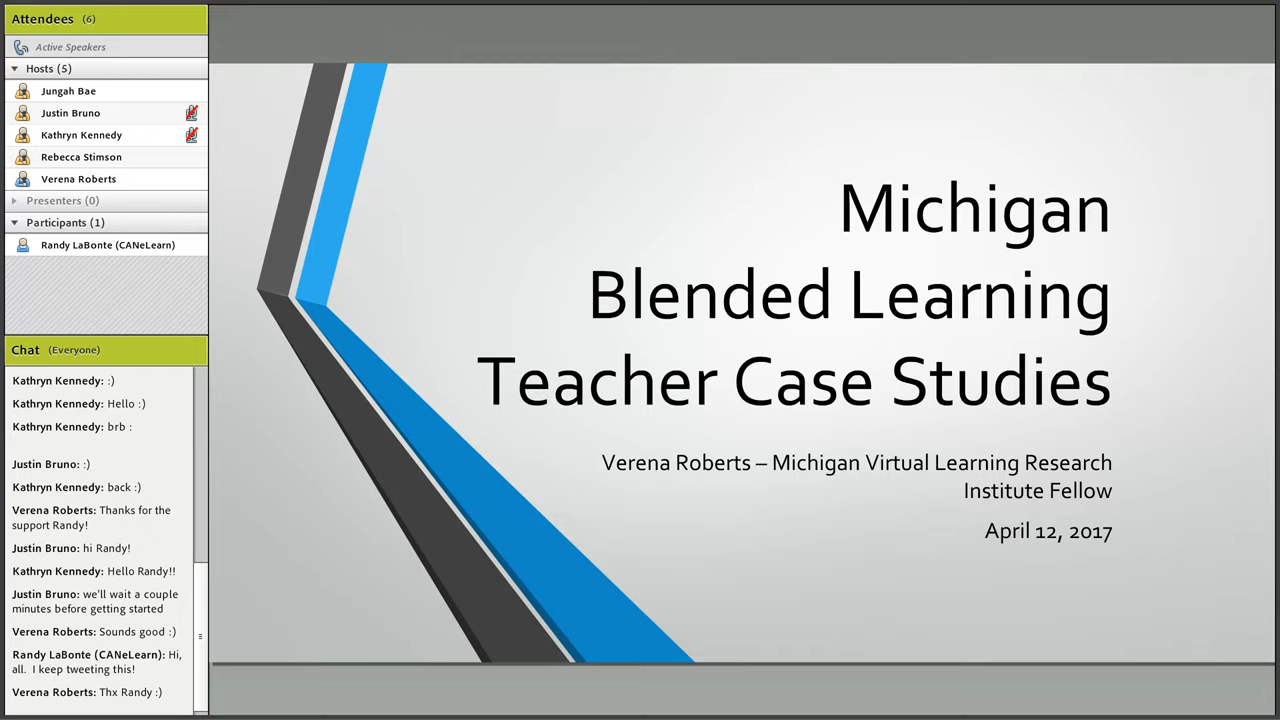 Attendees (6)
Active Speakers
Hosts (5)
Jungah Bae
Justin Bruno
Kathryn Kennedy
Rebecca Stimson
Verena Roberts
Presenters (0)
Participants (1)
Randy LaBonte (CANeLearn)
Chat (Everyone)
Kathryn Kennedy: :)
Kathryn Kennedy: Hello :)
Kathryn Kennedy: brb :
Justin Bruno: :)
Kathryn Kennedy: back :)
Verena Roberts: Thanks for the
support Randy!
Justin Bruno: hi Randy!
Kathryn Kennedy: Hello Randy!!
Justin Bruno: we'll wait a couple
minutes before getting started
Verena Roberts: Sounds good :)
Randy LaBonte (CANeLearn): Hi,
all. I keep tweeting this!
Verena Roberts: Thx Randy :)
Michigan
Blended Learning
Teacher Case Studies
Verena Roberts – Michigan Virtual Learning Research
Institute Fellow
April 12, 2017